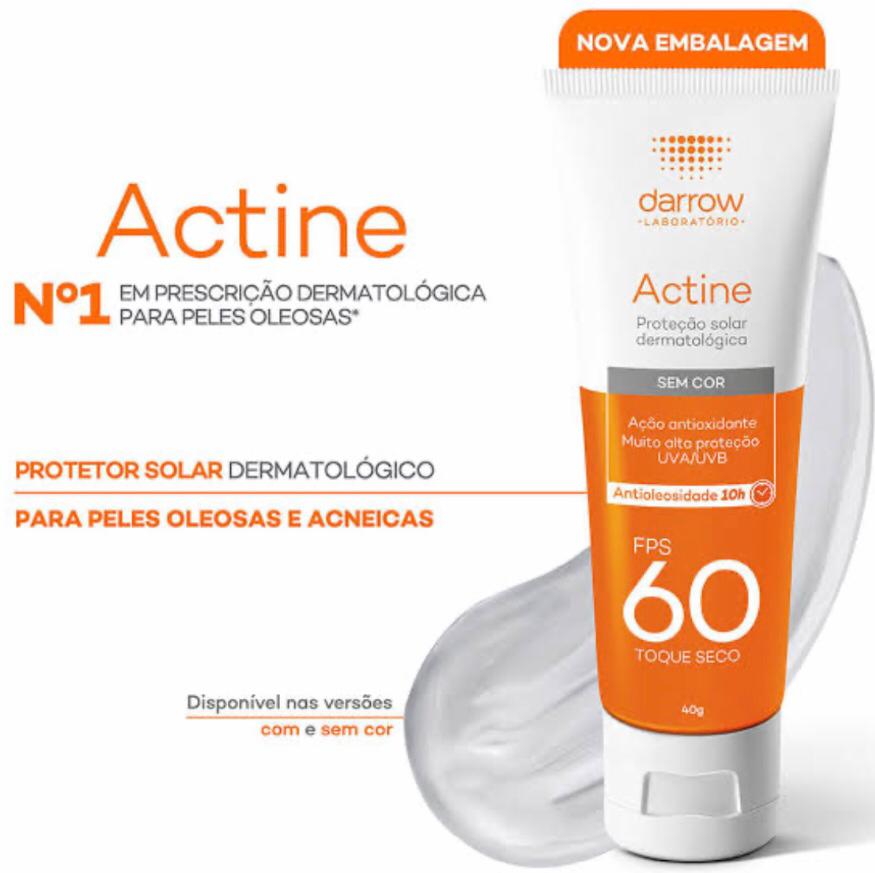 NOVA EMBALAGEM
darrow
•LABORATÓRIO•
Actine
Proteção solar
dermatológica
SEM COR
Ação antioxidante
Muito alta proteção
UVA/UVB
Antioleosidade 10h
FPS
60
TOQUE SECO
40g
Actine
Nº1 EM PRESCRIÇÃO DERMATOLÓGICA
PARA PELES OLEOSAS*
PROTETOR SOLAR DERMATOLÓGICO
PARA PELES OLEOSAS E ACNEICAS
Disponível nas versões
com e sem cor